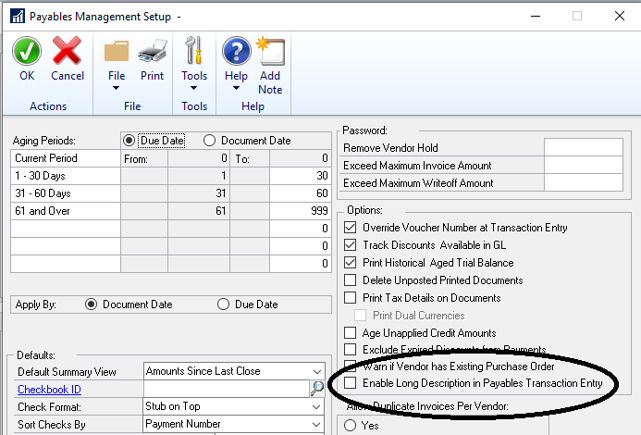 Payables Management Setup -
OK
Cancel
File
Print
Tools
Help
Add
Note
Actions
File
Tools
Help
Aging Periods:
Due Date
Document Date
Current Period From: 0 To: 0
1 - 30 Days 1 30
31 - 60 Days 31 60
61 and Over 61 999
0
0
0
Apply By:
Document Date
Due Date
Defaults:
Default Summary View Amounts Since Last Close
Checkbook ID
Check Format: Stub on Top
Sort Checks By Payment Number
Password:
Remove Vendor Hold
Exceed Maximum Invoice Amount
Exceed Maximum Writeoff Amount
Options:
Override Voucher Number at Transaction Entry
Track Discounts Available in GL
Print Historical Aged Trial Balance
Delete Unposted Printed Documents
Print Tax Details on Documents
Print Dual Currencies
Age Unapplied Credit Amounts
Exclude Expired Discounts from Payments
Warn if Vendor has Existing Purchase Order
Enable Long Description in Payables Transaction Entry
Allow Duplicate Invoices Per Vendor:
Yes